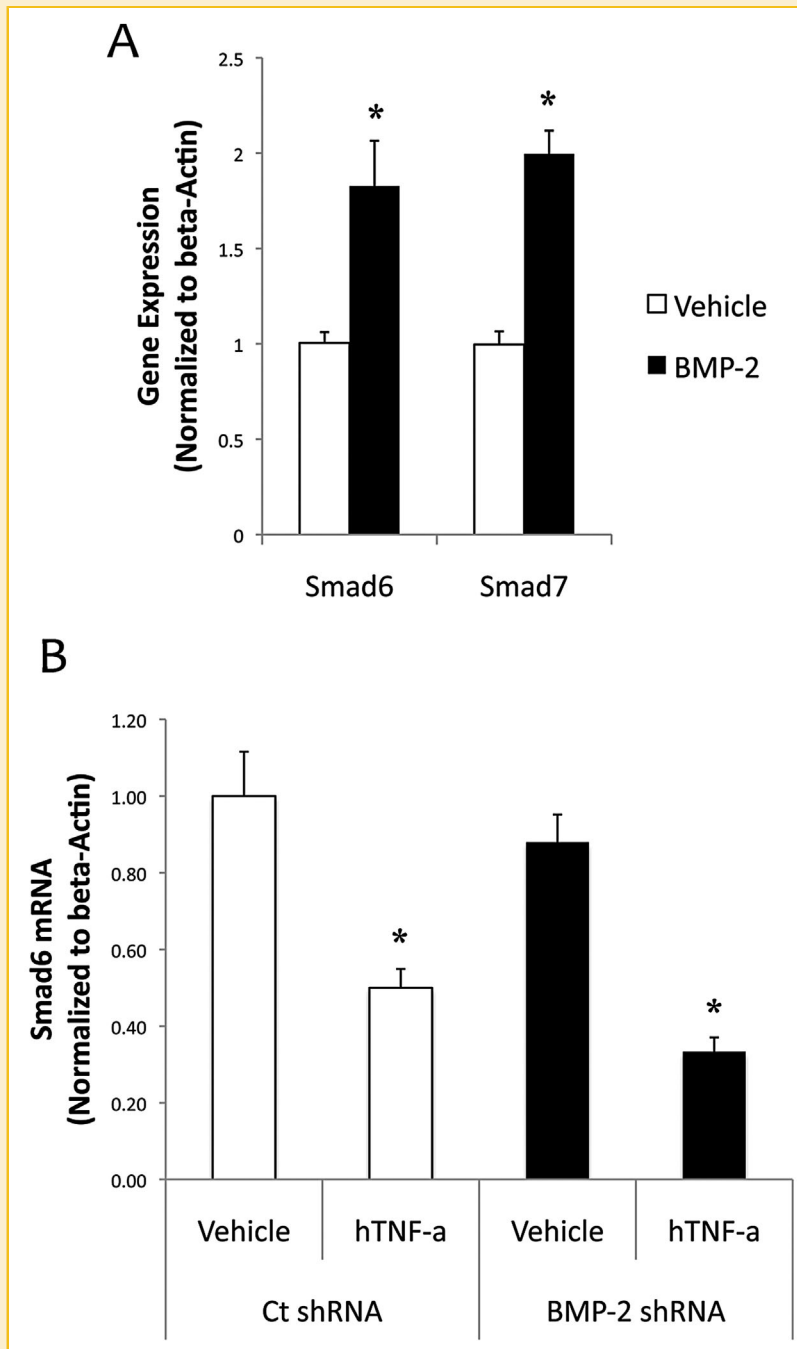 A
Gene Expression
(Normalized to beta-Actin)
2.5
2
1.5
1
0.5
0
*
*
Vehicle
BMP-2
Smad6
Smad7
B
Smad6 mRNA
(Normalized to beta-Actin)
1.20
1.00
0.80
0.60
0.40
0.20
0.00
*
*
Vehicle
hTNF-a
Vehicle
hTNF-a
Ct shRNA
BMP-2 shRNA